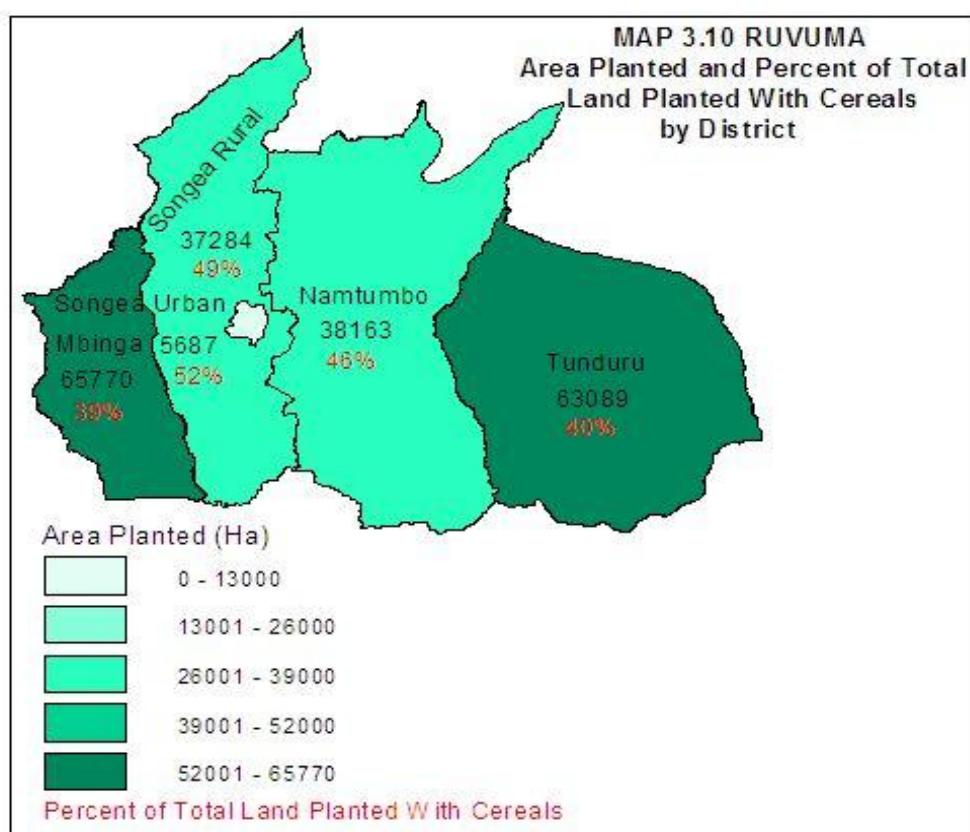 MAP 3.10 RUVUMA
Area Planted and Percent of Total
Land Planted With Cereals
by District
Songea Rural
37284
49%
Songea Urban
5687
52%
Mbinga
65770
39%
Namtumbo
38163
46%
Tunduru
63089
40%
Area Planted (Ha)
0 - 13000
13001 - 26000
26001 - 39000
39001 - 52000
52001 - 65770
Percent of Total Land Planted With Cereals